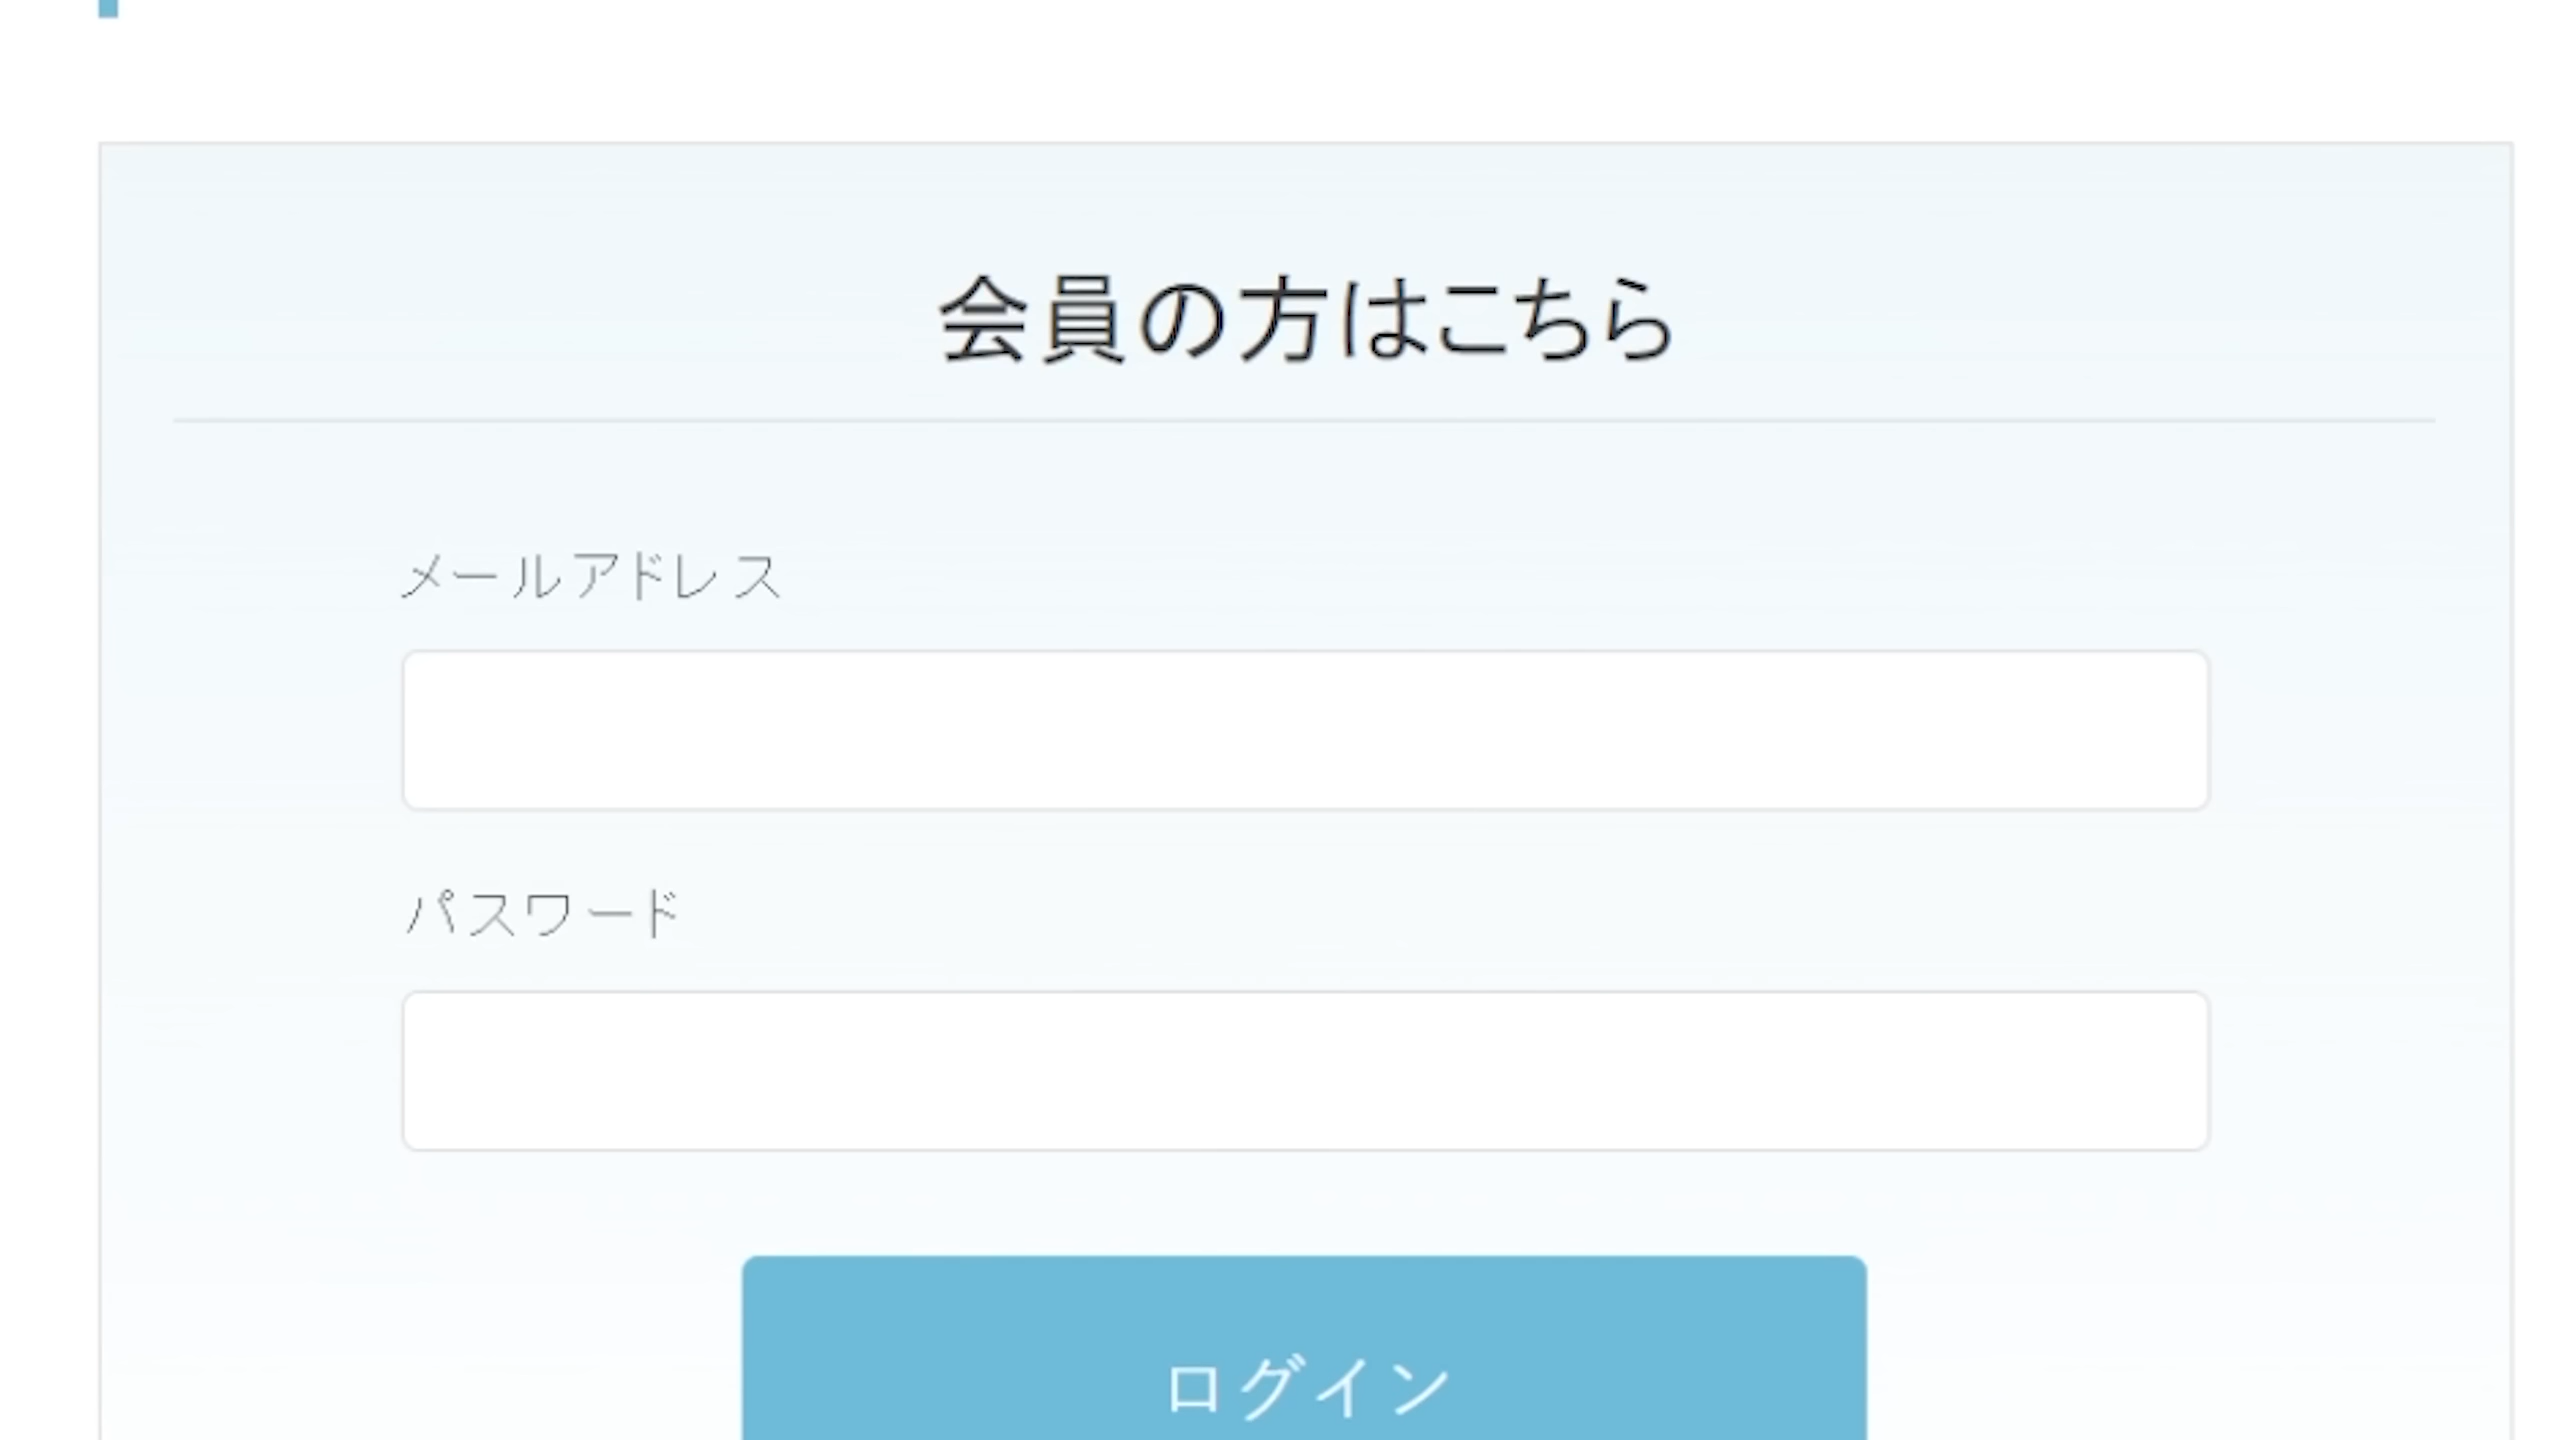 会員の方はこちら
メールアドレス
パスワード
ログイン